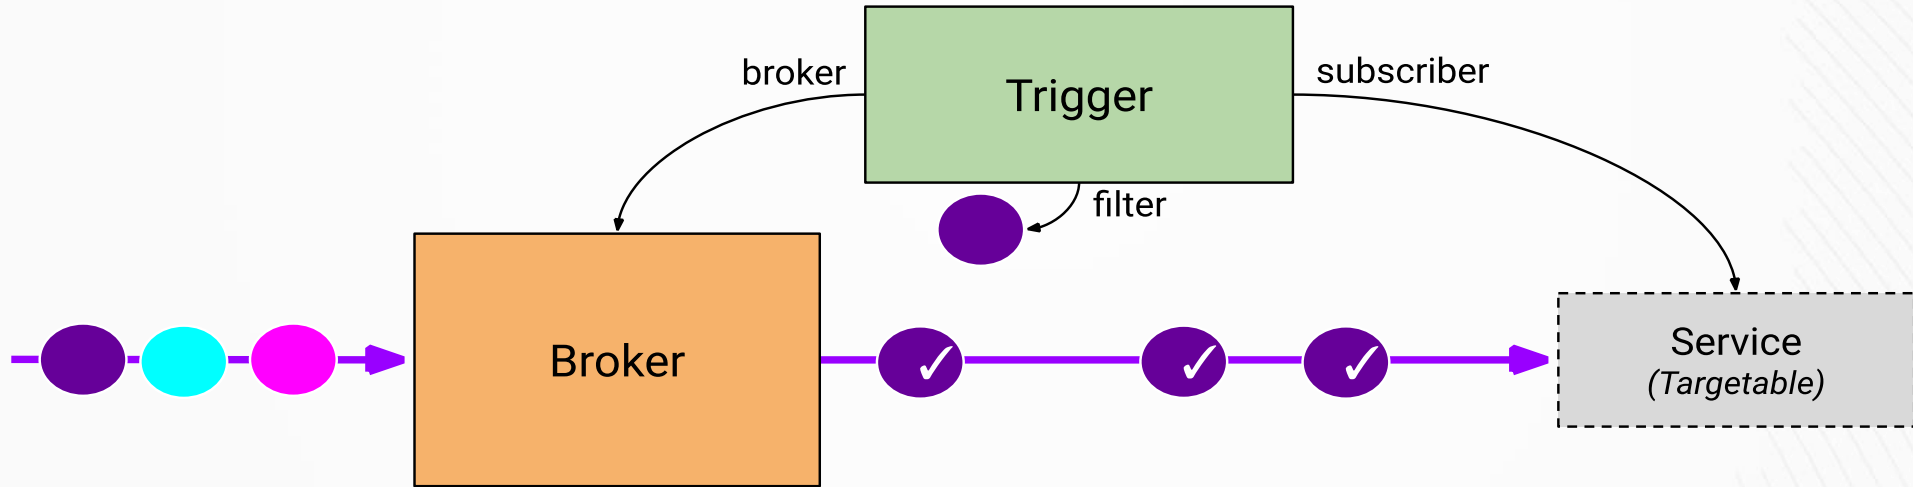 broker
Trigger
subscriber
filter
Broker
Service
(Targetable)